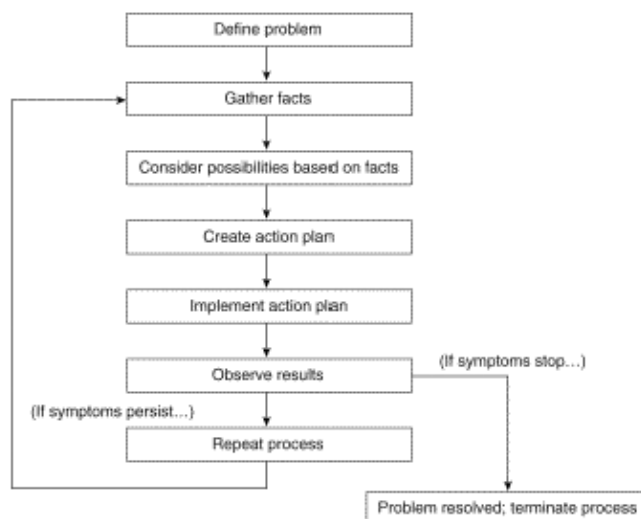 Define problem
Gather facts
Consider possibilities based on facts
Create action plan
Implement action plan
(If symptoms stop...)
Observe results
(If symptoms persist...)
Repeat process
Problem resolved; terminate process